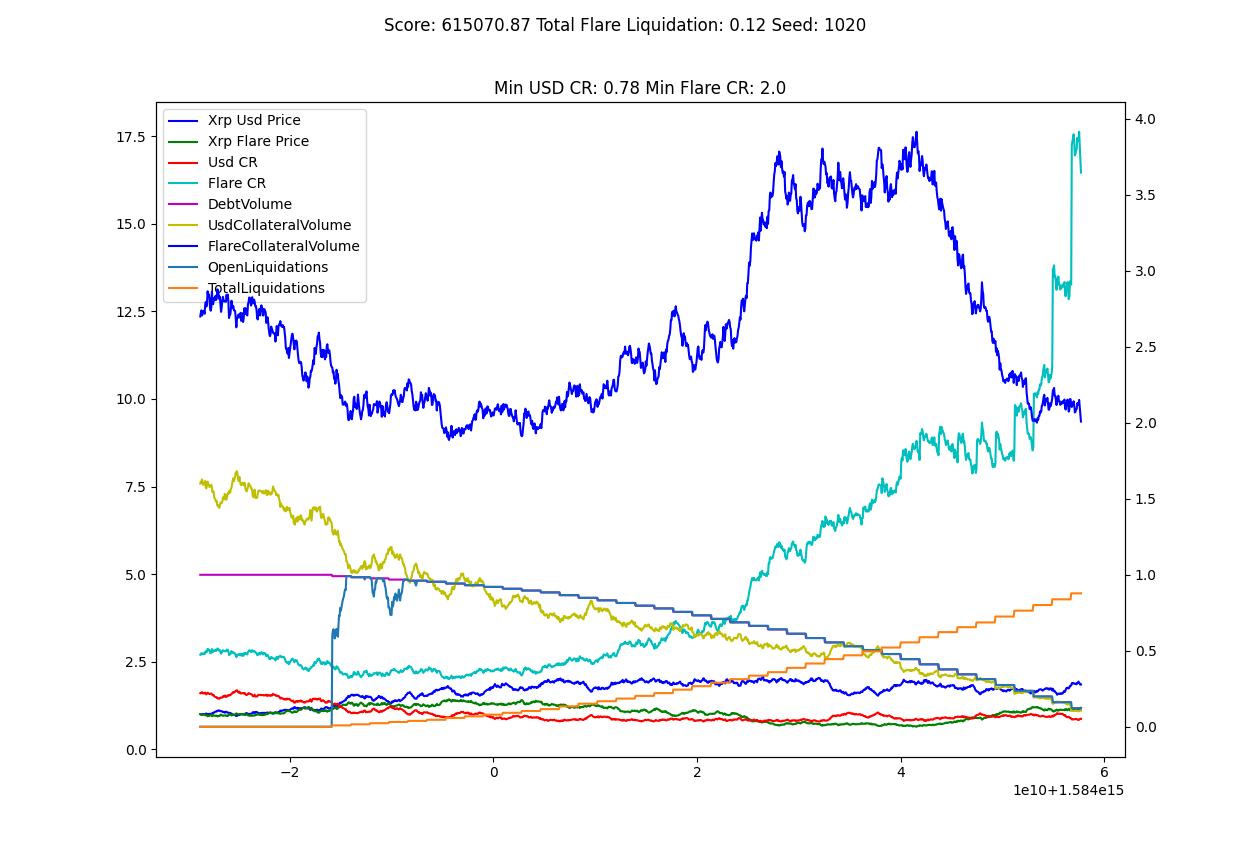 Score: 615070.87 Total Flare Liquidation: 0.12 Seed: 1020
Min USD CR: 0.78 Min Flare CR: 2.0
Xrp Usd Price
Xrp Flare Price
Usd CR
Flare CR
DebtVolume
UsdCollateralVolume
FlareCollateralVolume
OpenLiquidations
TotalLiquidations
17.5
15.0
12.5
10.0
7.5
5.0
2.5
0.0
4.0
3.5
3.0
2.5
2.0
1.5
1.0
0.5
0.0
−2 0 2 4 6
1e10+1.584e15